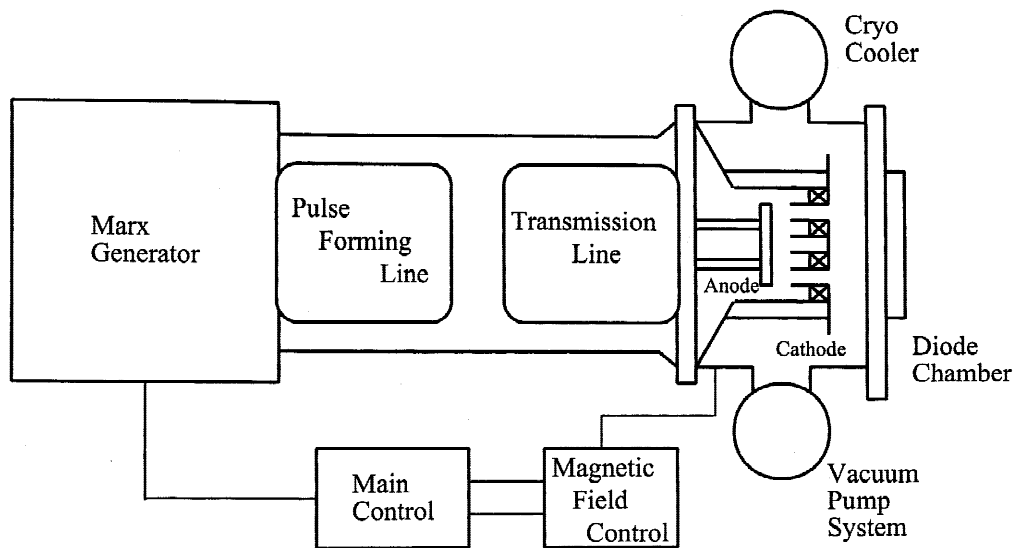 Cryo
Cooler
Marx
Generator
Pulse
Forming
Line
Transmission
Line
Anode
Cathode
Diode
Chamber
Main
Control
Magnetic
Field
Control
Vacuum
Pump
System